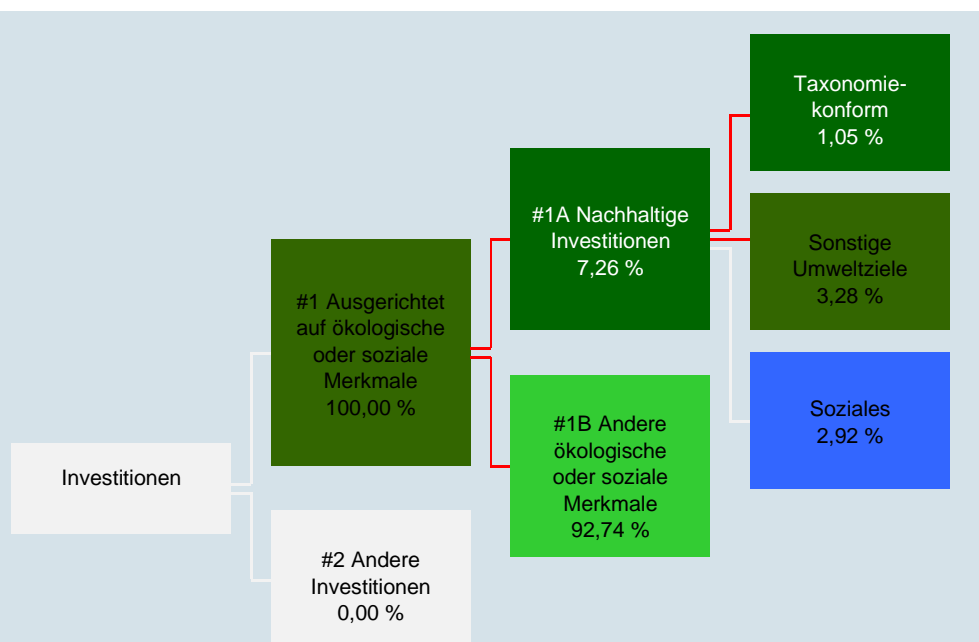 Investitionen
#1 Ausgerichtet
auf ökologische
oder soziale
Merkmale
100,00 %
#2 Andere
Investitionen
0,00 %
#1A Nachhaltige
Investitionen
7,26 %
#1B Andere
ökologische
oder soziale
Merkmale
92,74 %
Taxonomie-
konform
1,05 %
Sonstige
Umweltziele
3,28 %
Soziales
2,92 %